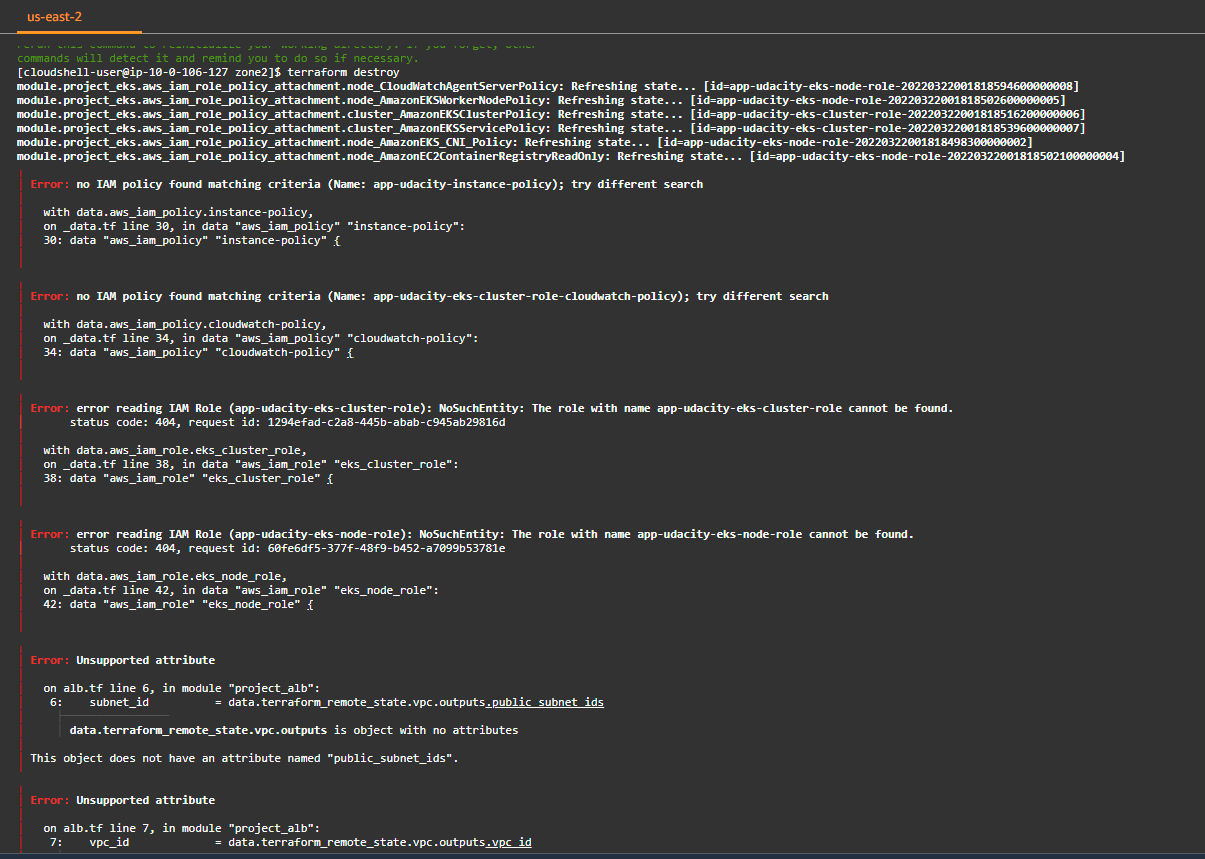 us-east-2
rerun this command to reinitialize your working directory. If you forget, other
commands will detect it and remind you to do so if necessary.
[cloudshell-user@ip-10-0-106-127 zone2]$ terraform destroy
module.project_eks.aws_iam_role_policy_attachment.node_CloudWatchAgentServerPolicy: Refreshing state... [id=app-udacity-eks-node-role-20220322001818594600000008]
module.project_eks.aws_iam_role_policy_attachment.node_AmazonEKSWorkerNodePolicy: Refreshing state... [id=app-udacity-eks-node-role-20220322001818502600000005]
module.project_eks.aws_iam_role_policy_attachment.cluster_AmazonEKSClusterPolicy: Refreshing state... [id=app-udacity-eks-cluster-role-20220322001818516200000006]
module.project_eks.aws_iam_role_policy_attachment.cluster_AmazonEKSServicePolicy: Refreshing state... [id=app-udacity-eks-cluster-role-20220322001818539600000007]
module.project_eks.aws_iam_role_policy_attachment.node_AmazonEKS_CNI_Policy: Refreshing state... [id=app-udacity-eks-node-role-20220322001818498300000002]
module.project_eks.aws_iam_role_policy_attachment.node_AmazonEC2ContainerRegistryReadOnly: Refreshing state... [id=app-udacity-eks-node-role-20220322001818502100000004]
Error: no IAM policy found matching criteria (Name: app-udacity-instance-policy); try different search
with data.aws_iam_policy.instance-policy,
on _data.tf line 30, in data "aws_iam_policy" "instance-policy":
30: data "aws_iam_policy" "instance-policy" {
Error: no IAM policy found matching criteria (Name: app-udacity-eks-cluster-role-cloudwatch-policy); try different search
with data.aws_iam_policy.cloudwatch-policy,
on _data.tf line 34, in data "aws_iam_policy" "cloudwatch-policy":
34: data "aws_iam_policy" "cloudwatch-policy" {
Error: error reading IAM Role (app-udacity-eks-cluster-role): NoSuchEntity: The role with name app-udacity-eks-cluster-role cannot be found.
status code: 404, request id: 1294efad-c2a8-445b-abab-c945ab29816d
with data.aws_iam_role.eks_cluster_role,
on _data.tf line 38, in data "aws_iam_role" "eks_cluster_role":
38: data "aws_iam_role" "eks_cluster_role" {
Error: error reading IAM Role (app-udacity-eks-node-role): NoSuchEntity: The role with name app-udacity-eks-node-role cannot be found.
status code: 404, request id: 60fe6df5-377f-48f9-b452-a7099b53781e
with data.aws_iam_role.eks_node_role,
on _data.tf line 42, in data "aws_iam_role" "eks_node_role":
42: data "aws_iam_role" "eks_node_role" {
Error: Unsupported attribute
on alb.tf line 6, in module "project_alb":
6: subnet_id = data.terraform_remote_state.vpc.outputs.public_subnet_ids
data.terraform_remote_state.vpc.outputs is object with no attributes
This object does not have an attribute named "public_subnet_ids".
Error: Unsupported attribute
on alb.tf line 7, in module "project_alb":
7: vpc_id = data.terraform_remote_state.vpc.outputs.vpc_id